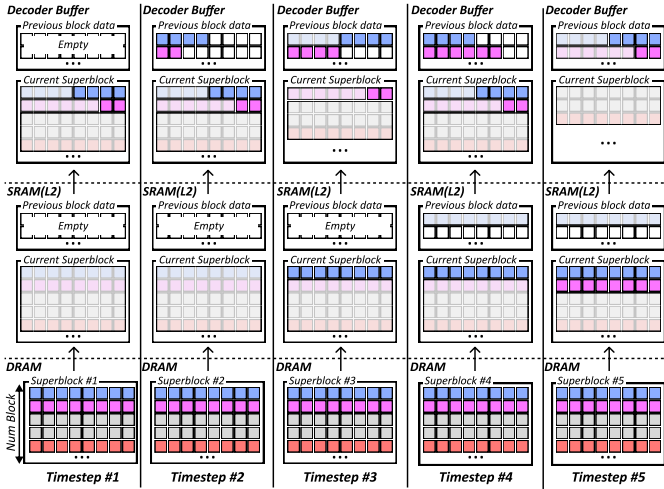 Decoder Buffer Decoder Buffer Decoder Buffer Decoder Buffer Decoder Buffer
Previous block data Previous block data Previous block data Previous block data Previous block data
Empty
... ... ... ... ...
Current Superblock Current Superblock Current Superblock Current Superblock Current Superblock
... ... ... ... ...
SRAM(L2) SRAM(L2) SRAM(L2) SRAM(L2) SRAM(L2)
Previous block data Previous block data Previous block data Previous block data Previous block data
Empty Empty Empty
... ... ... ... ...
Current Superblock Current Superblock Current Superblock Current Superblock Current Superblock
... ... ... ... ...
DRAM DRAM DRAM DRAM DRAM
Superblock #1 Superblock #2 Superblock #3 Superblock #4 Superblock #5
Num Block
... ... ... ... ...
Timestep #1 Timestep #2 Timestep #3 Timestep #4 Timestep #5